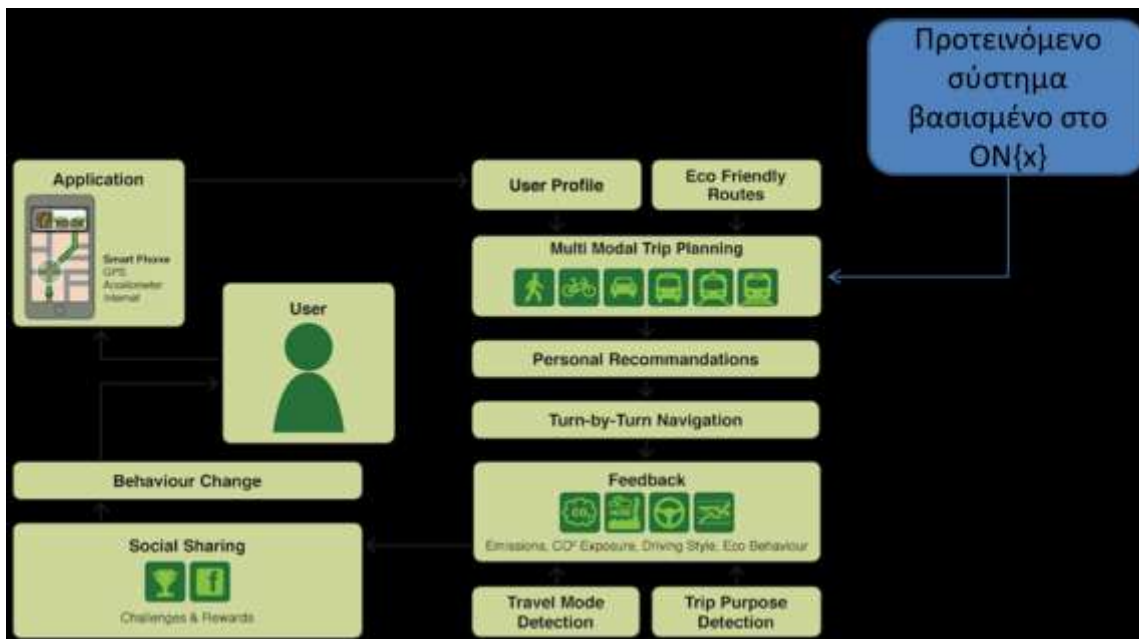 Προτεινόμενο
σύστημα
βασισμένο στο
ON{x}
Application
Smart Phone
GPS
Accellometer
Internet
User Profile
Eco Friendly
Routes
Multi Modal Trip Planning
User
Personal Recommandations
Turn-by-Turn Navigation
Behaviour Change
Feedback
CO₂
Emissions, CO² Exposure, Driving Style, Eco Behaviour
Social Sharing
f
Challenges & Rewards
Travel Mode
Detection
Trip Purpose
Detection